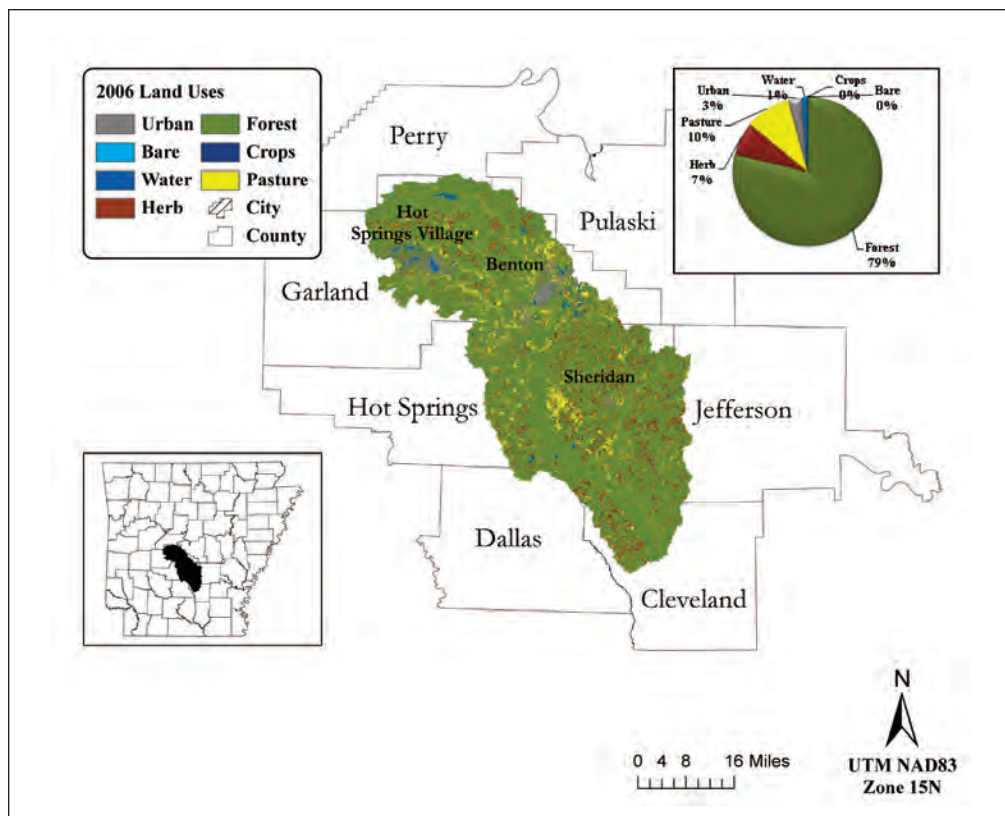 2006 Land Uses
Urban
Forest
Bare
Crops
Water
Pasture
Herb
City
County
Water
1%
Crops
0%
Bare
0%
Urban
3%
Pasture
10%
Herb
7%
Forest
79%
Perry
Pulaski
Hot
Springs Village
Benton
Garland
Sheridan
Hot Springs
Jefferson
Dallas
Cleveland
N
0 4 8 16 Miles
UTM NAD83
Zone 15N